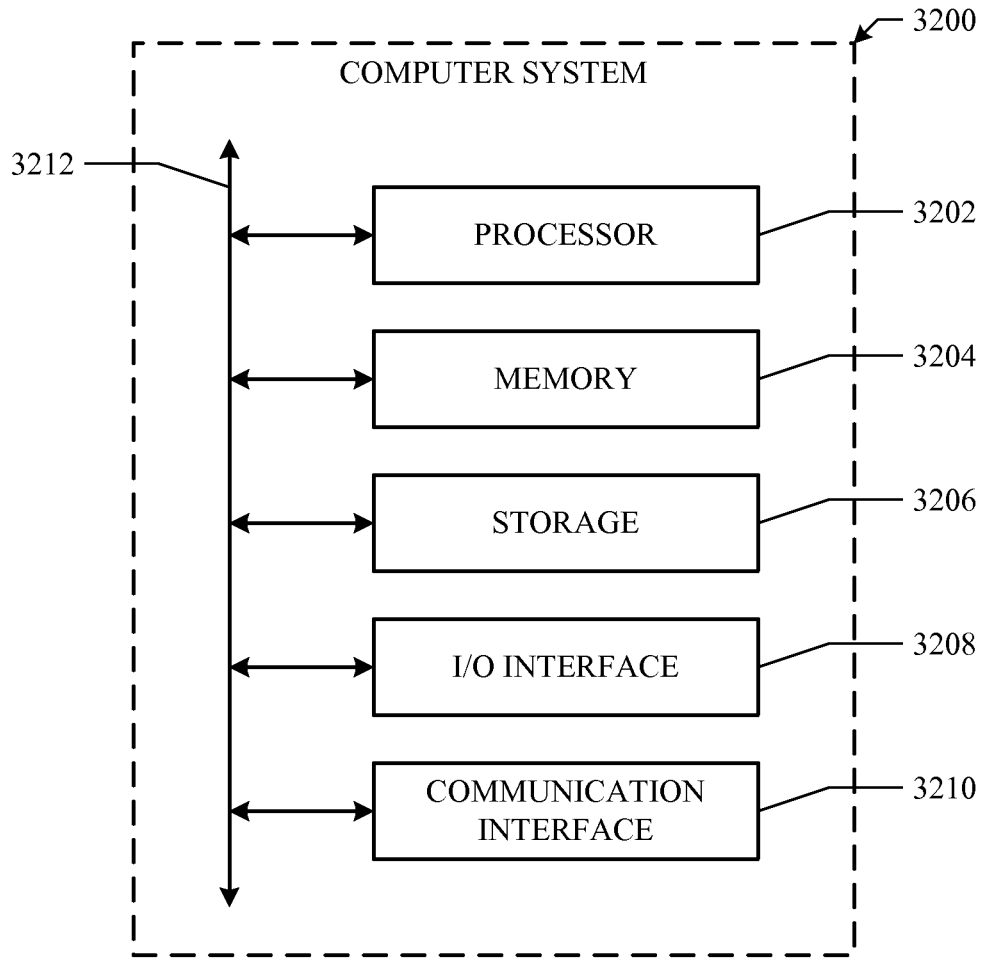 3200
COMPUTER SYSTEM
3212
PROCESSOR
3202
MEMORY
3204
STORAGE
3206
I/O INTERFACE
3208
COMMUNICATION
INTERFACE
3210